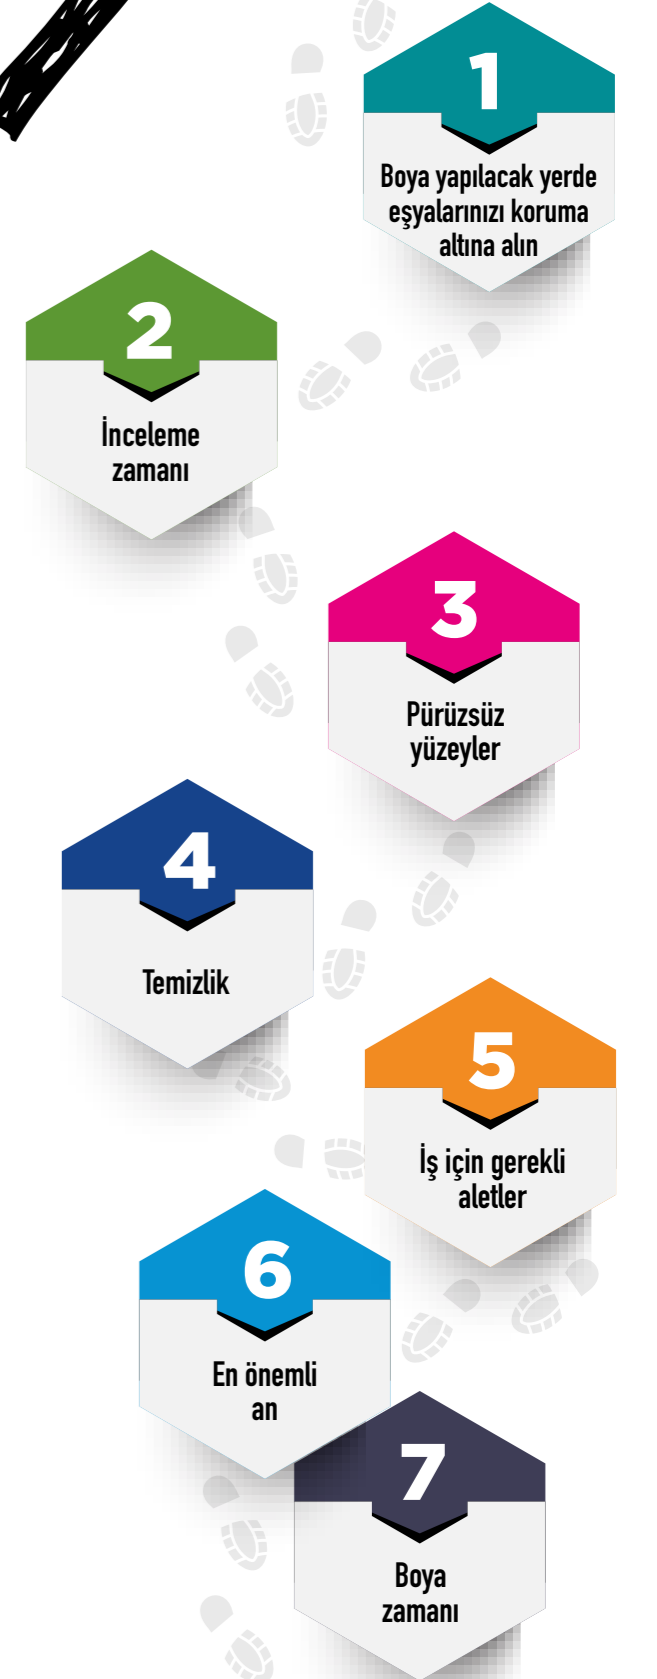 1
Boya yapılacak yerde
eşyalarınızı koruma
altına alın
2
İnceleme
zamanı
3
Pürüzsüz
yüzeyler
4
Temizlik
5
İş için gerekli
aletler
6
En önemli
an
7
Boya
zamanı